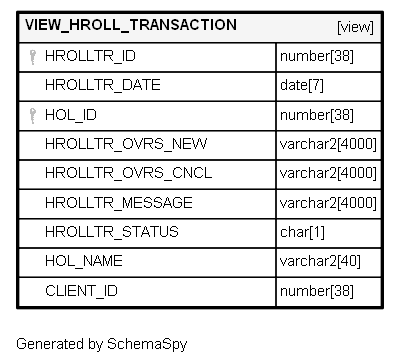 VIEW_HROLL_TRANSACTION [view]
HROLLTR_ID number[38]
HROLLTR_DATE date[7]
HOL_ID number[38]
HROLLTR_OVRS_NEW varchar2[4000]
HROLLTR_OVRS_CNCL varchar2[4000]
HROLLTR_MESSAGE varchar2[4000]
HROLLTR_STATUS char[1]
HOL_NAME varchar2[40]
CLIENT_ID number[38]
Generated by SchemaSpy